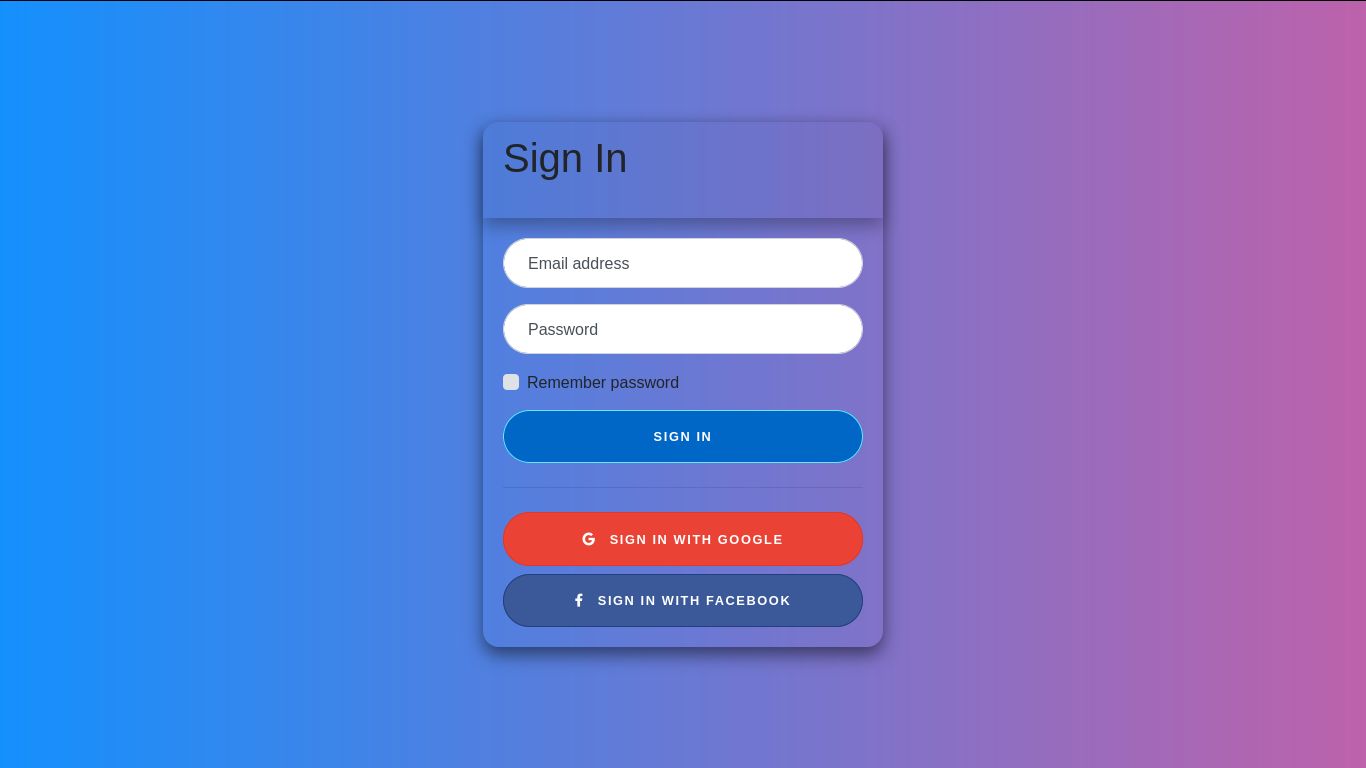 Sign In
Email address
Password
Remember password
SIGN IN
SIGN IN WITH GOOGLE
SIGN IN WITH FACEBOOK